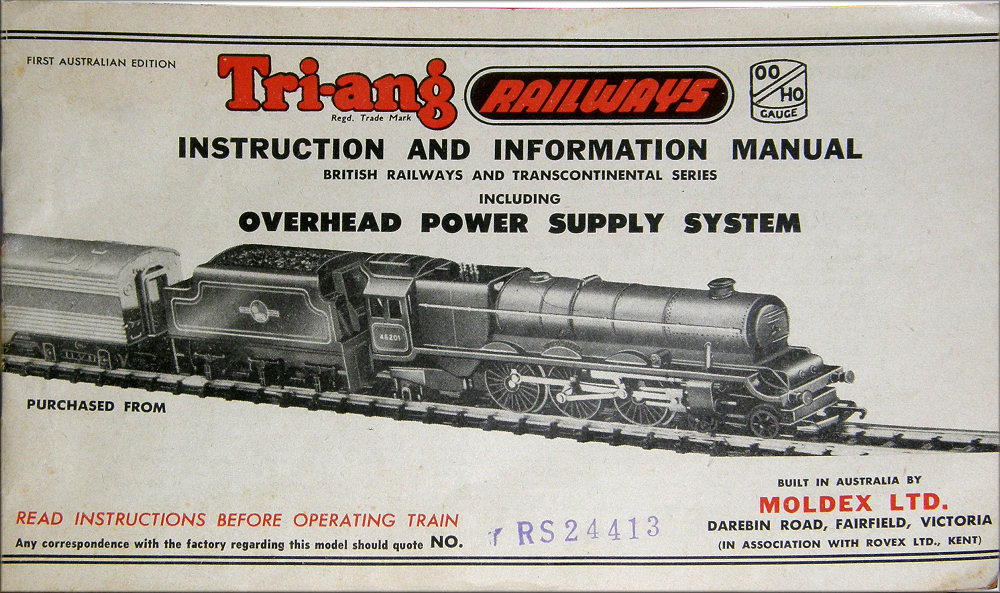 FIRST AUSTRALIAN EDITION
Tri-ang RAILWAYS
Regd. Trade Mark
OO/HO
GAUGE
INSTRUCTION AND INFORMATION MANUAL
BRITISH RAILWAYS AND TRANSCONTINENTAL SERIES
INCLUDING
OVERHEAD POWER SUPPLY SYSTEM
46201
PURCHASED FROM
BUILT IN AUSTRALIA BY
MOLDEX LTD.
DAREBIN ROAD, FAIRFIELD, VICTORIA
(IN ASSOCIATION WITH ROVEX LTD., KENT)
READ INSTRUCTIONS BEFORE OPERATING TRAIN
Any correspondence with the factory regarding this model should quote NO. RS24413